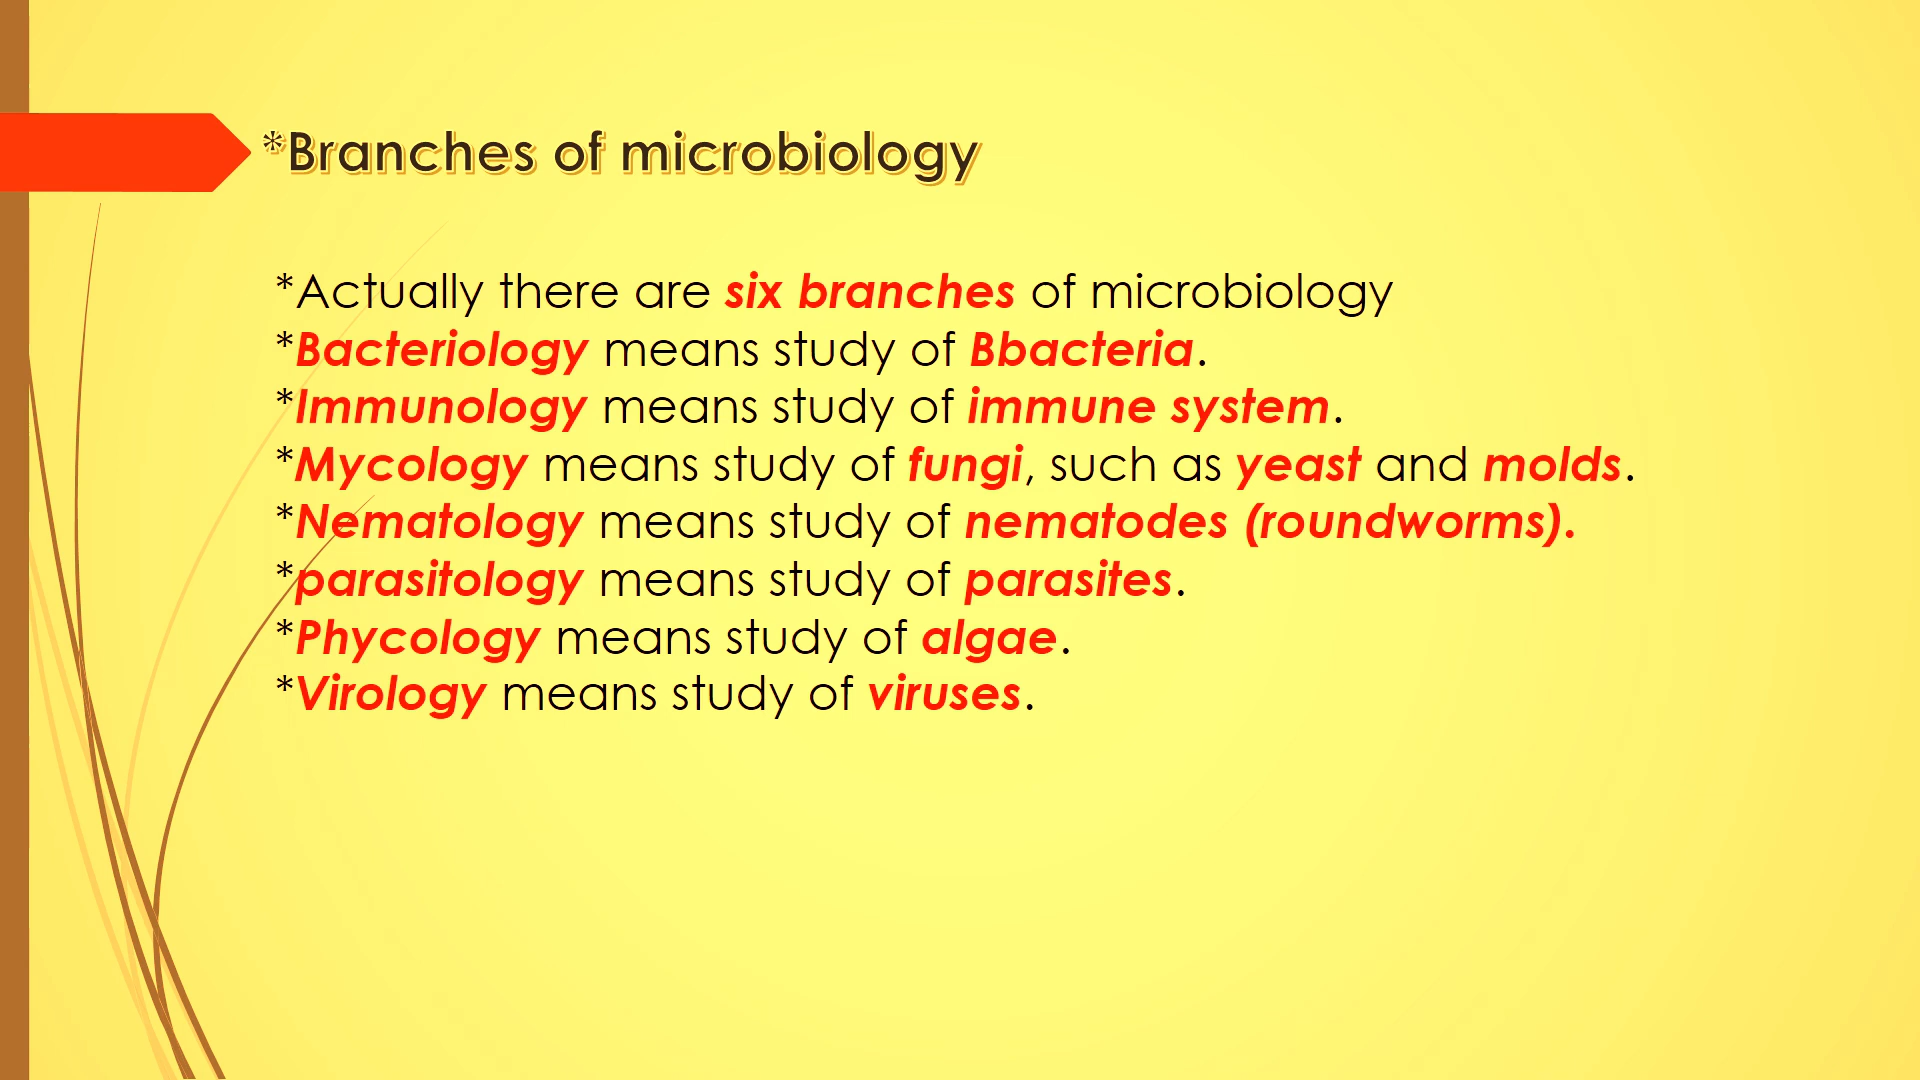 *Branches of microbiology
*Actually there are six branches of microbiology
*Bacteriology means study of Bbacteria.
*Immunology means study of immune system.
*Mycology means study of fungi, such as yeast and molds.
*Nematology means study of nematodes (roundworms).
*parasitology means study of parasites.
*Phycology means study of algae.
*Virology means study of viruses.